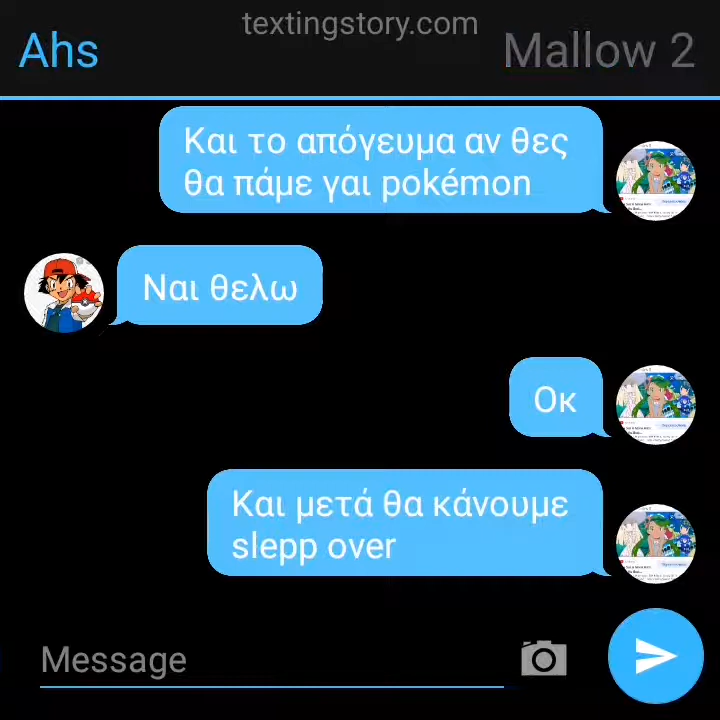 textingstory.com
Ahs
Mallow 2
Και το απόγευμα αν θες
θα πάμε γαι pokémon
Ναι θελω
Οκ
Και μετά θα κάνουμε
slepp over
Message